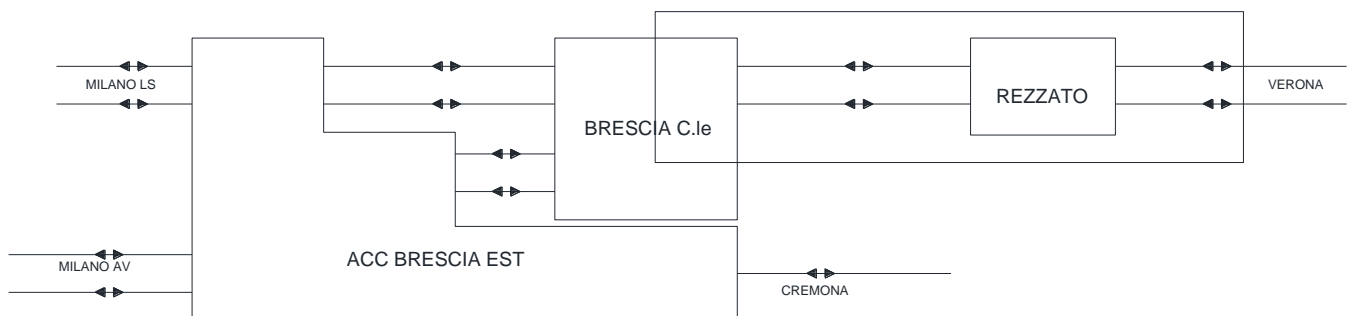 MILANO LS
VERONA
REZZATO
BRESCIA C.le
ACC BRESCIA EST
MILANO AV
CREMONA